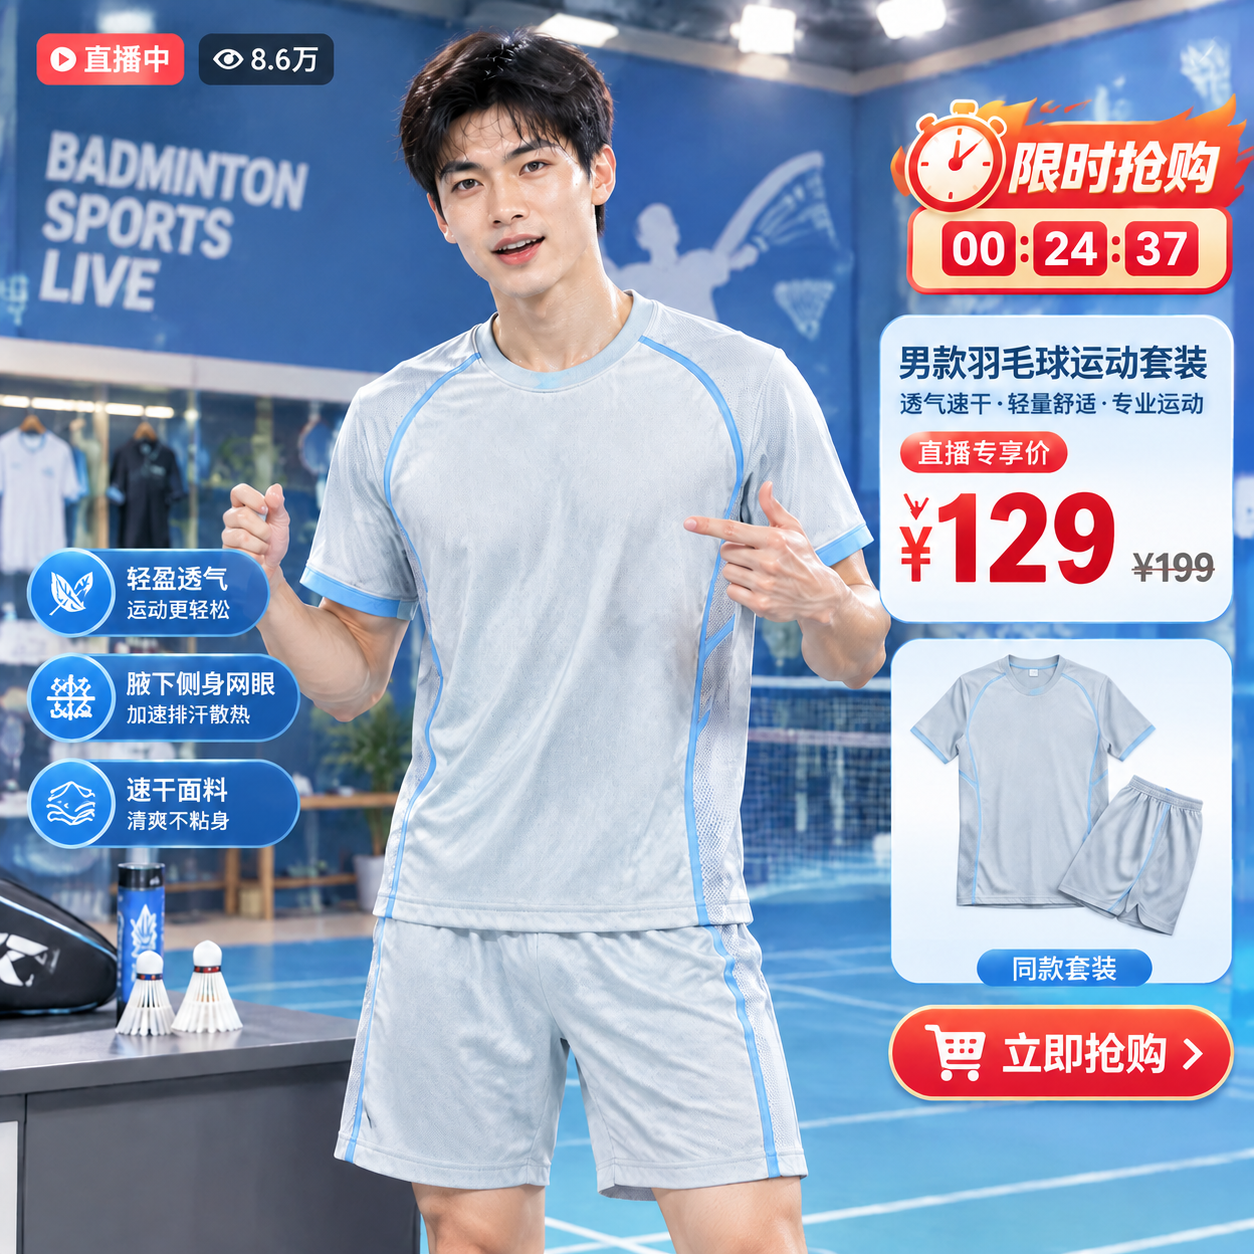 直播中
8.6万
BADMINTON
SPORTS
LIVE
限时抢购
00:24:37
男款羽毛球运动套装
透气速干·轻量舒适·专业运动
直播专享价
¥129 ¥199
轻盈透气
运动更轻松
腋下侧身网眼
加速排汗散热
速干面料
清爽不粘身
同款套装
立即抢购